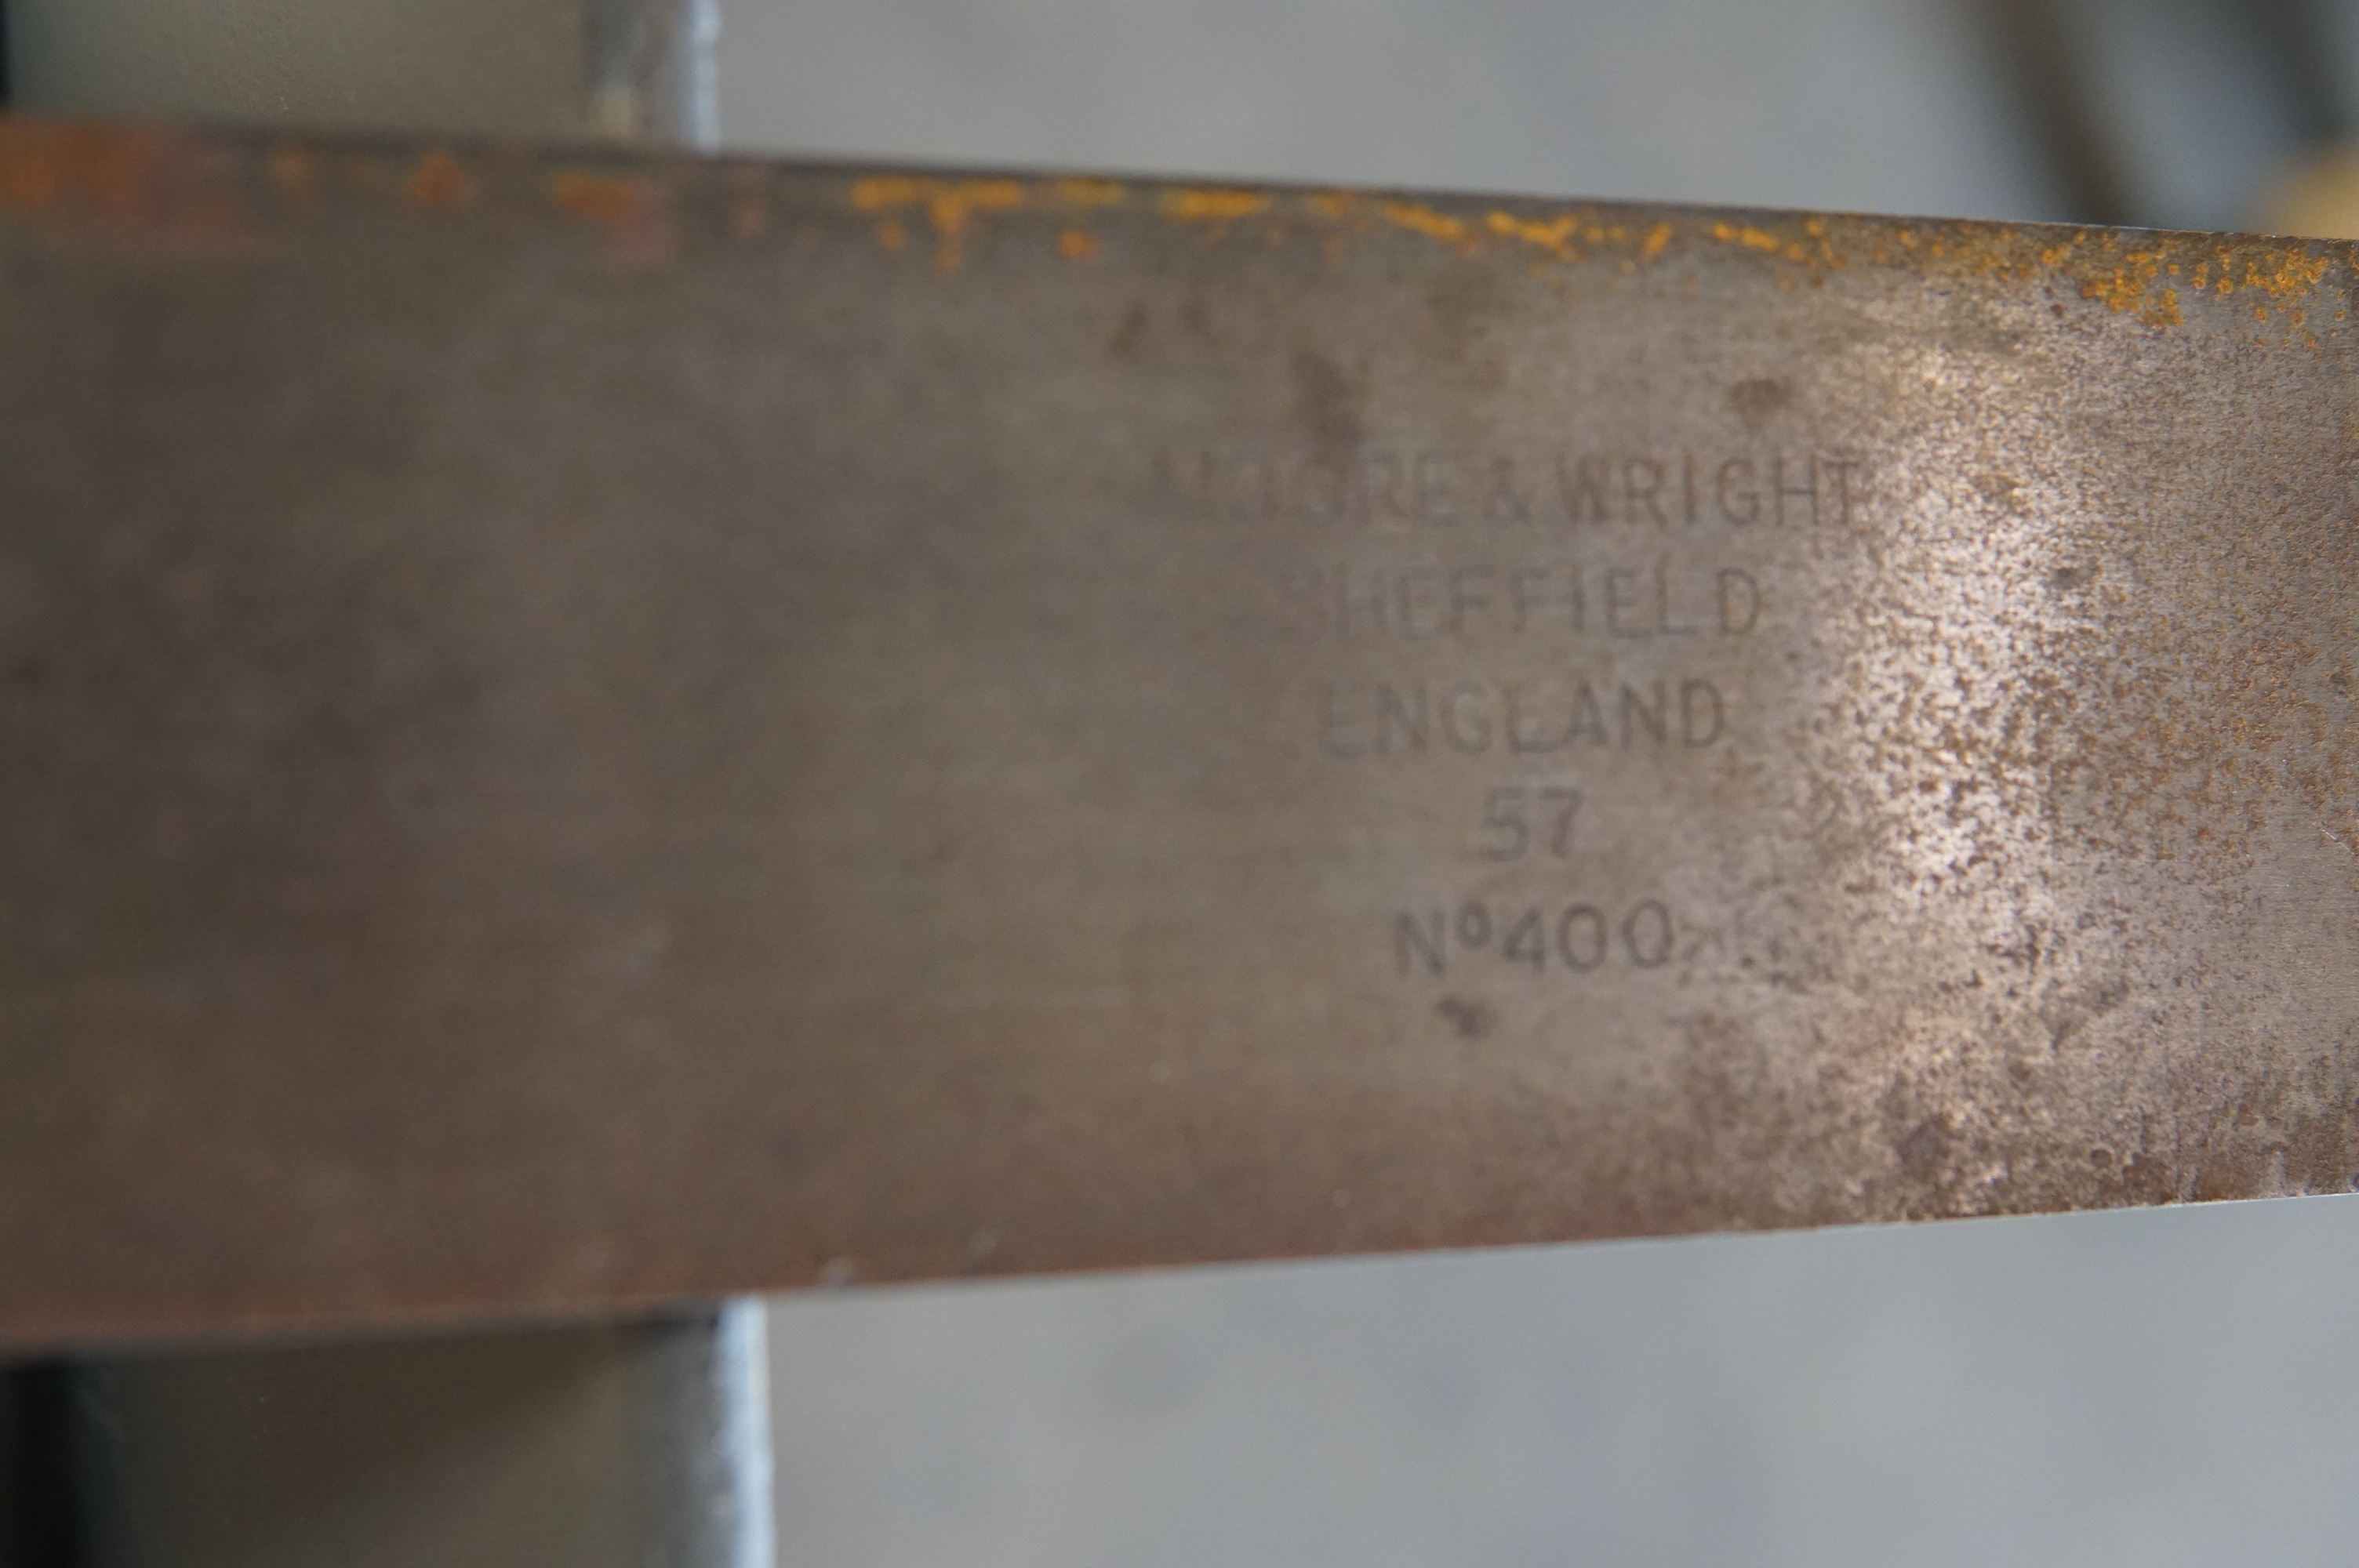 MOORE & WRIGHT
SHEFFIELD
ENGLAND
57
Nº400